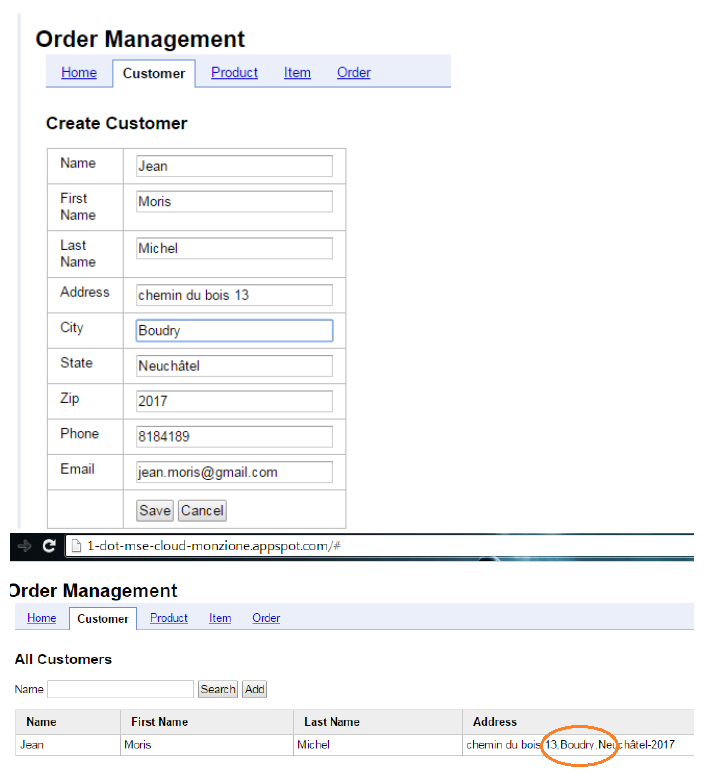 Order Management
Home Customer Product Item Order
Create Customer
Name Jean
First Name Moris
Last Name Michel
Address chemin du bois 13
City Boudry
State Neuchâtel
Zip 2017
Phone 8184189
Email jean.moris@gmail.com
Save Cancel
1-dot-mse-cloud-monzione.appspot.com/#
Order Management
Home Customer Product Item Order
All Customers
Name Search Add
Name First Name Last Name Address
Jean Moris Michel chemin du bois 13,Boudry,Neuchâtel-2017